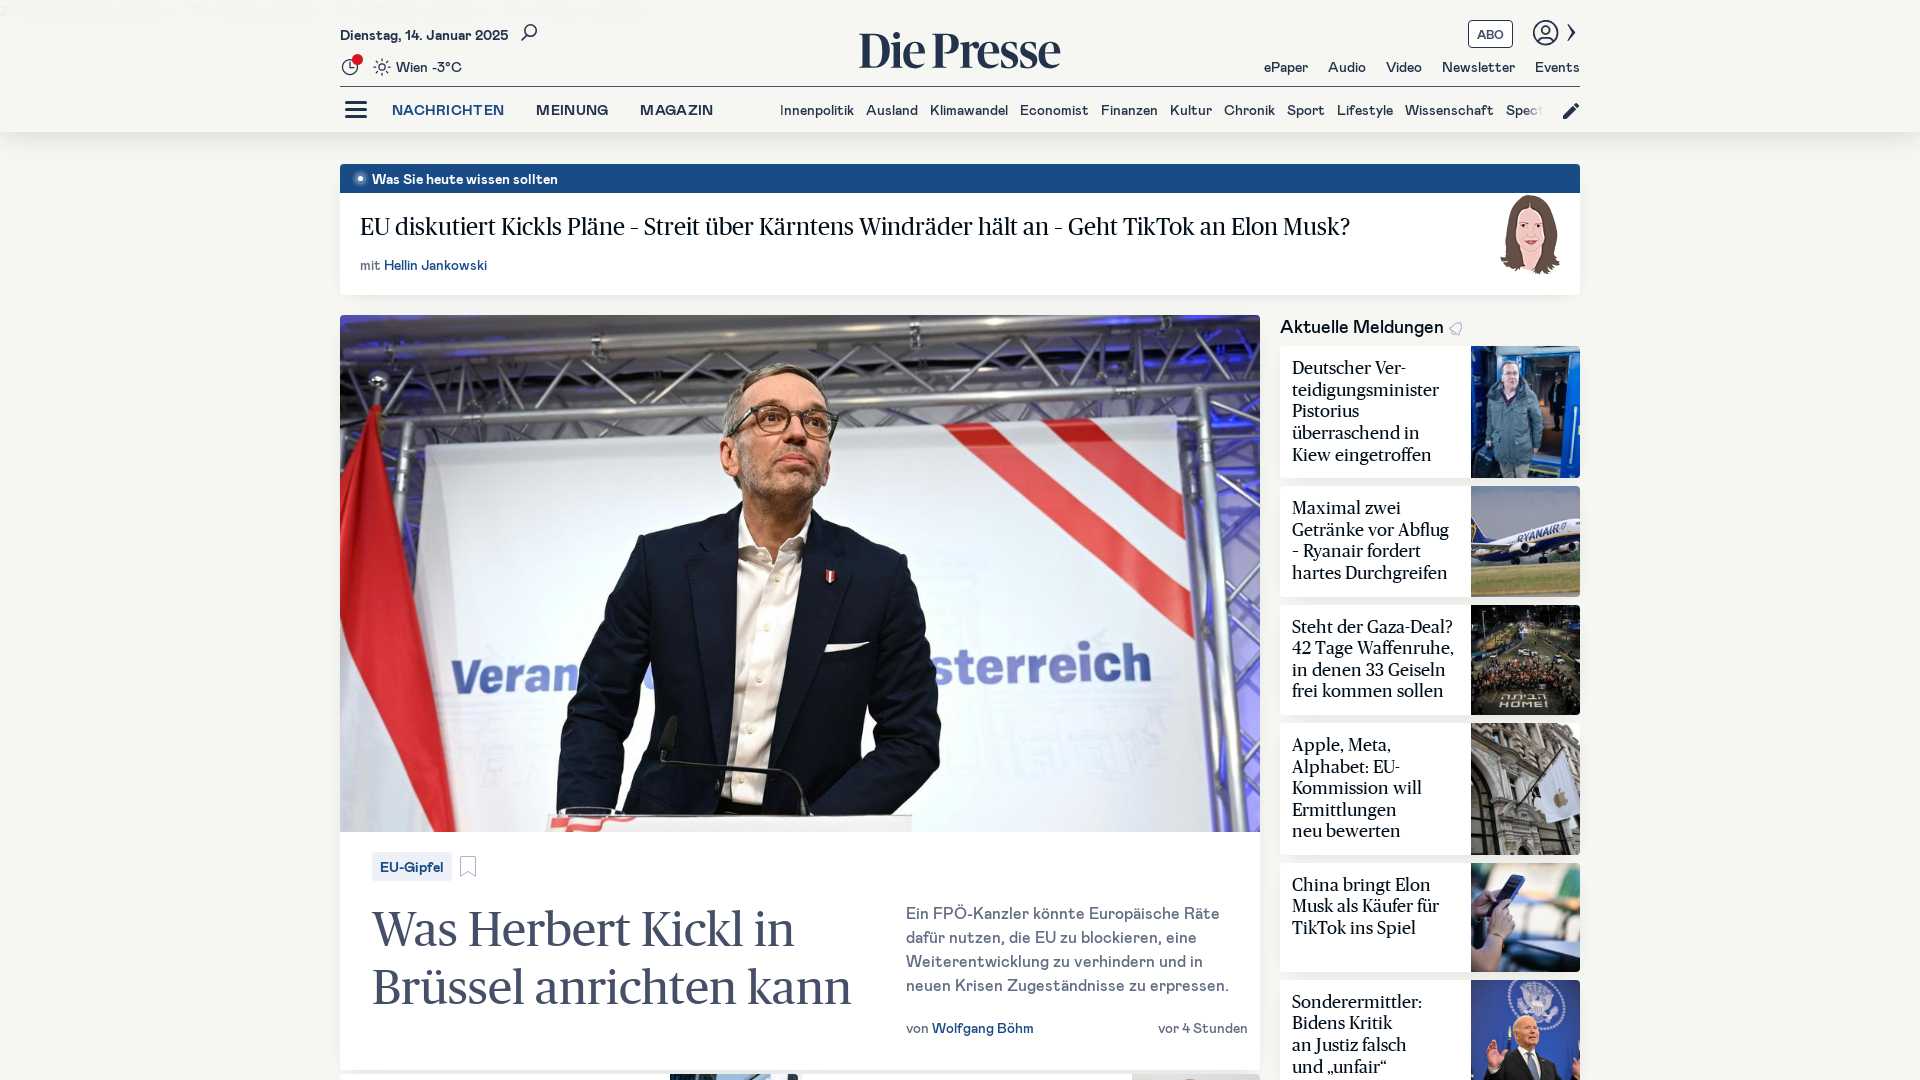 Dienstag, 14. Januar 2025
Wien -3°C
Die Presse
ABO
ePaper Audio Video Newsletter Events
NACHRICHTEN MEINUNG MAGAZIN
Innenpolitik Ausland Klimawandel Economist Finanzen Kultur Chronik Sport Lifestyle Wissenschaft Spect
Was Sie heute wissen sollten
EU diskutiert Kickls Pläne – Streit über Kärntens Windräder hält an – Geht TikTok an Elon Musk?
mit Hellin Jankowski
Veran sterreich
EU-Gipfel
Was Herbert Kickl in
Brüssel anrichten kann
Ein FPÖ-Kanzler könnte Europäische Räte
dafür nutzen, die EU zu blockieren, eine
Weiterentwicklung zu verhindern und in
neuen Krisen Zugeständnisse zu erpressen.
von Wolfgang Böhm
vor 4 Stunden
Aktuelle Meldungen
Deutscher Ver-
teidigungsminister
Pistorius
überraschend in
Kiew eingetroffen
Maximal zwei
Getränke vor Abflug
– Ryanair fordert
hartes Durchgreifen
RYANAIR
Steht der Gaza-Deal?
42 Tage Waffenruhe,
in denen 33 Geiseln
frei kommen sollen
הביתה
HOME!
Apple, Meta,
Alphabet: EU-
Kommission will
Ermittlungen
neu bewerten
China bringt Elon
Musk als Käufer für
TikTok ins Spiel
Sonderermittler:
Bidens Kritik
an Justiz falsch
und „unfair“